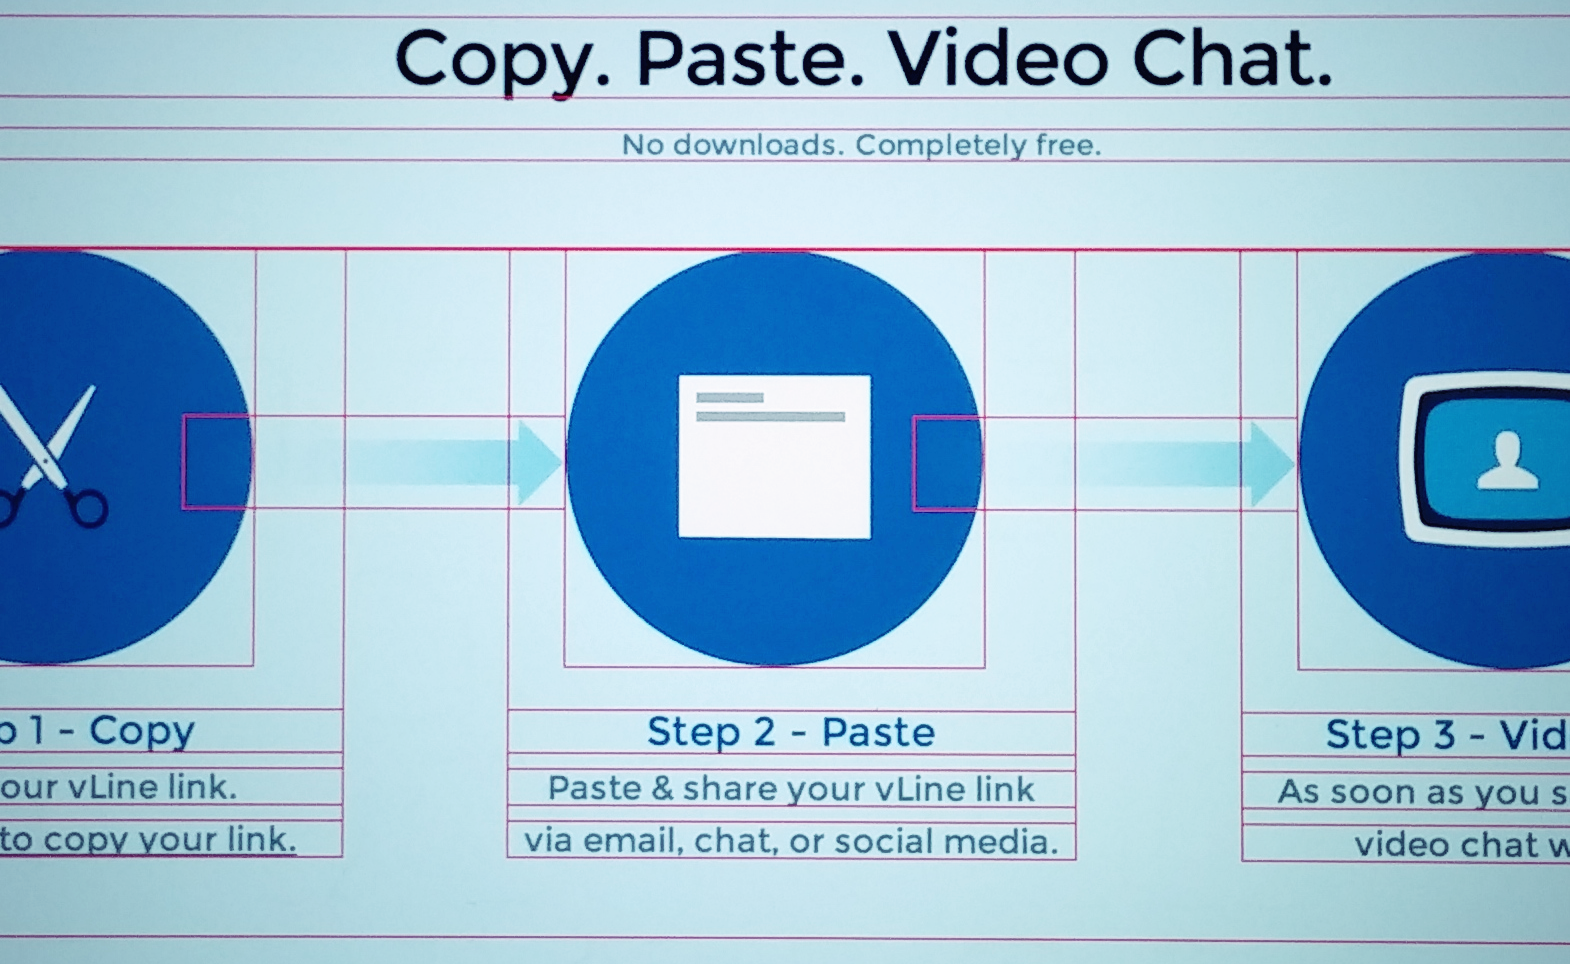 Copy. Paste. Video Chat.
No downloads. Completely free.
1 - Copy
vLine link.
to copy your link.
Step 2 - Paste
Paste & share your vLine link
via email, chat, or social media.
Step 3 -
As soon as you
video chat